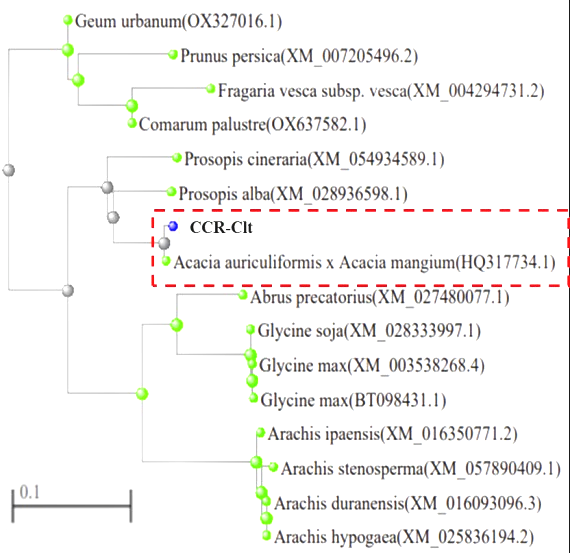 Geum urbanum(OX327016.1)
Prunus persica(XM_007205496.2)
Fragaria vesca subsp. vesca(XM_004294731.2)
Comarum palustre(OX637582.1)
Prosopis cineraria(XM_054934589.1)
Prosopis alba(XM_028936598.1)
CCR-Clt
Acacia auriculiformis x Acacia mangium(HQ317734.1)
Abrus precatorius(XM_027480077.1)
Glycine soja(XM_028333997.1)
Glycine max(XM_003538268.4)
Glycine max(BT098431.1)
Arachis ipaensis(XM_016350771.2)
Arachis stenosperma(XM_057890409.1)
0.1
Arachis duranensis(XM_016093096.3)
Arachis hypogaea(XM_025836194.2)